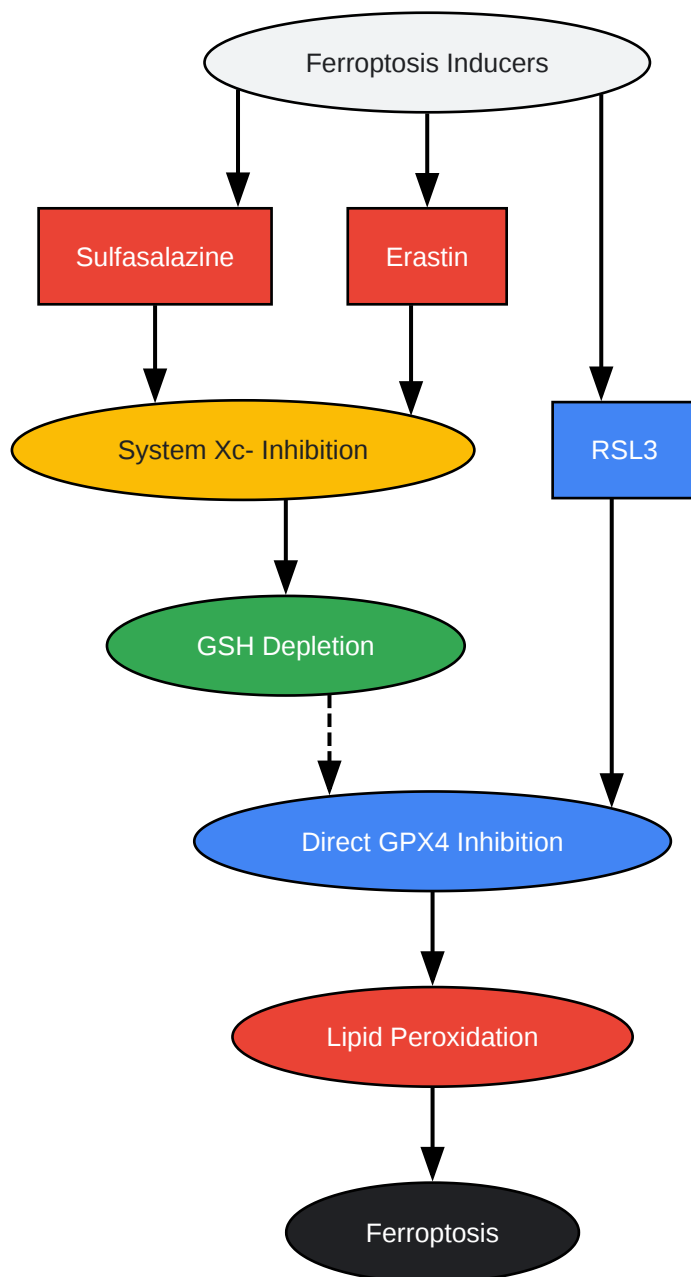 Ferroptosis Inducers
Sulfasalazine
Erastin
System Xc- Inhibition
RSL3
GSH Depletion
Direct GPX4 Inhibition
Lipid Peroxidation
Ferroptosis